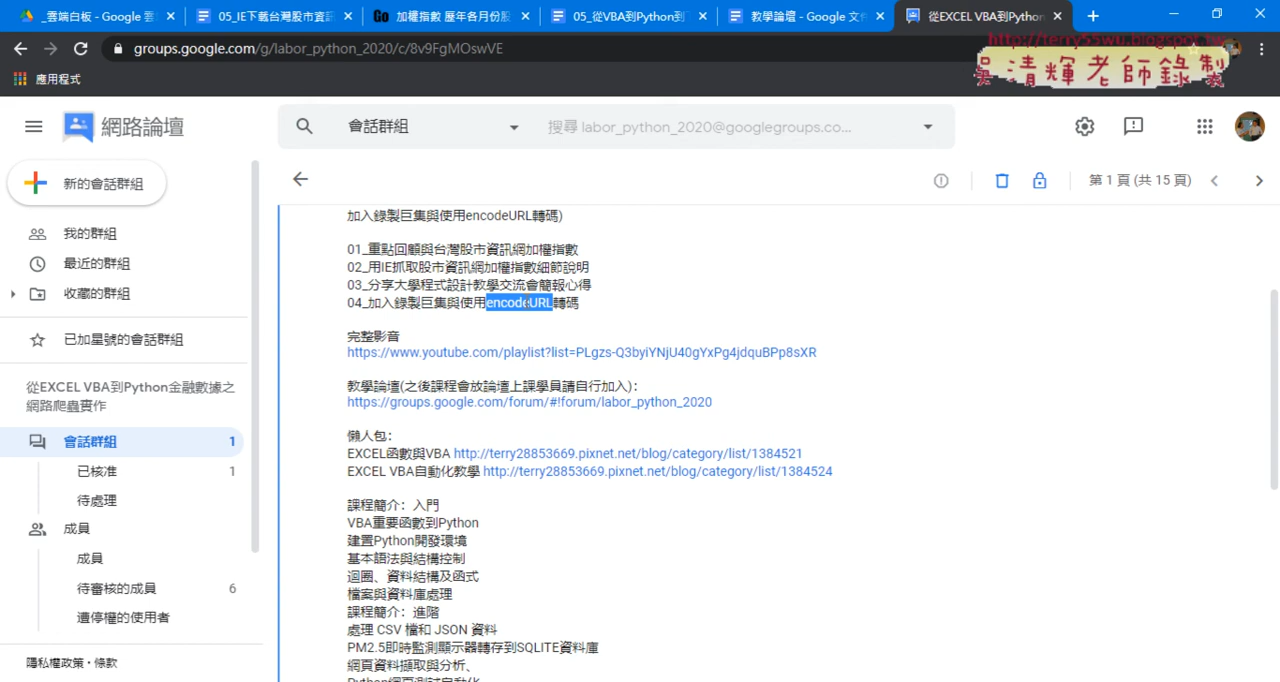 _雲端白板 - Google 雲
05_IE下載台灣股市資訊
加權指數 歷年各月份股
05_從VBA到Python到
教學論壇 - Google 文
從EXCEL VBA到Python
groups.google.com/g/labor_python_2020/c/8v9FgMOswVE
http://terry55wu.blogspot.tw
吳清輝老師錄製
應用程式
網路論壇
會話群組
搜尋 labor_python_2020@googlegroups.co...
新的會話群組
第 1 頁 (共 15 頁)
我的群組
最近的群組
收藏的群組
已加星號的會話群組
從EXCEL VBA到Python金融數據之
網路爬蟲實作
會話群組 1
已核准 1
待處理
成員
成員
待審核的成員 6
遭停權的使用者
隱私權政策 • 條款
加入錄製巨集與使用encodeURL轉碼)
01_重點回顧與台灣股市資訊網加權指數
02_用IE抓取股市資訊網加權指數細節說明
03_分享大學程式設計教學交流會簡報心得
04_加入錄製巨集與使用encodeURL轉碼
完整影音
https://www.youtube.com/playlist?list=PLgzs-Q3byiYNjU40gYxPg4jdquBPp8sXR
教學論壇(之後課程會放論壇上課學員請自行加入):
https://groups.google.com/forum/#!forum/labor_python_2020
懶人包:
EXCEL函數與VBA http://terry28853669.pixnet.net/blog/category/list/1384521
EXCEL VBA自動化教學 http://terry28853669.pixnet.net/blog/category/list/1384524
課程簡介: 入門
VBA重要函數到Python
建置Python開發環境
基本語法與結構控制
迴圈、資料結構及函式
檔案與資料庫處理
課程簡介: 進階
處理 CSV 檔和 JSON 資料
PM2.5即時監測顯示器轉存到SQLITE資料庫
網頁資料擷取與分析、
Python網頁測試自動化